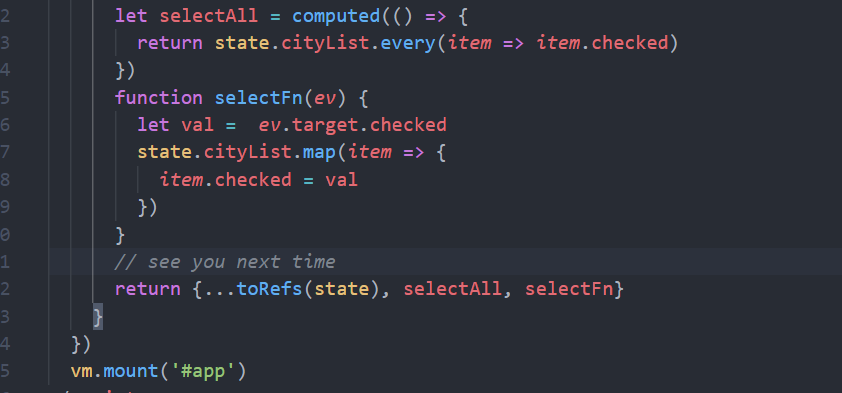 2 let selectAll = computed(() => {
3 return state.cityList.every(item => item.checked)
4 })
5 function selectFn(ev) {
6 let val =  ev.target.checked
7 state.cityList.map(item => {
8 item.checked = val
9 })
0 }
1 // see you next time
2 return {...toRefs(state), selectAll, selectFn}
3 }
4 })
5 vm.mount('#app')